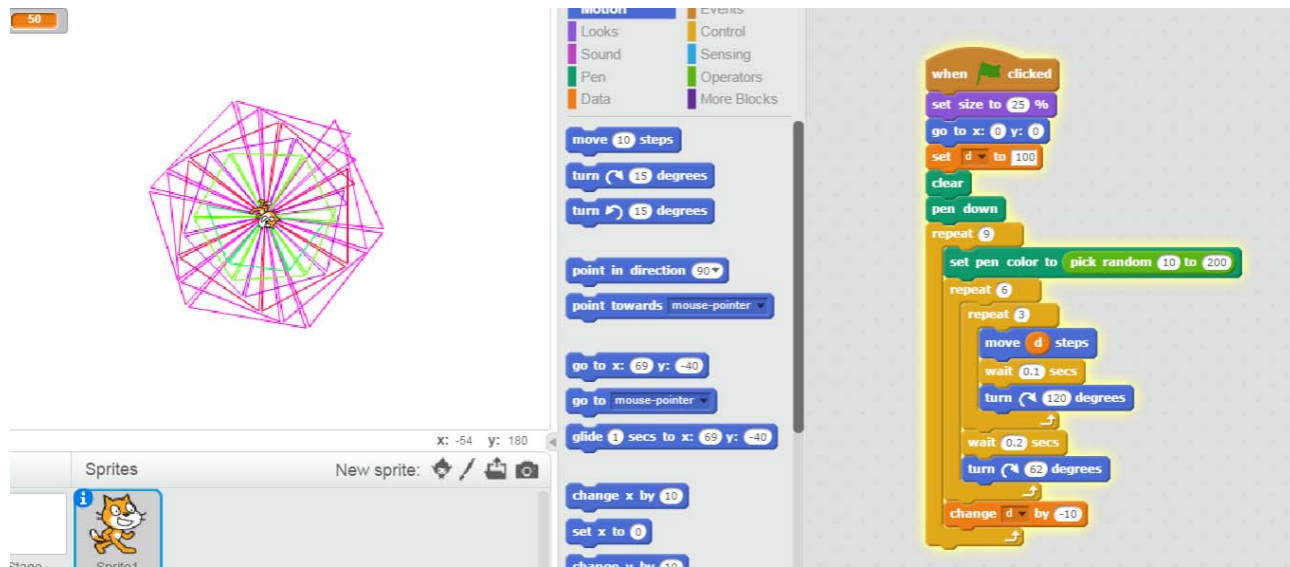 50
Motion
Events
Looks
Control
Sound
Sensing
Pen
Operators
Data
More Blocks
move 10 steps
turn 15 degrees
turn 15 degrees
point in direction 90
point towards mouse-pointer
go to x: 69 y: -40
go to mouse-pointer
glide 1 secs to x: 69 y: -40
change x by 10
set x to 0
change y by 10
x: -54 y: 180
Sprites
New sprite:
Stage
Sprite1
when clicked
set size to 25 %
go to x: 0 y: 0
set d to 100
clear
pen down
repeat 9
set pen color to pick random 10 to 200
repeat 6
repeat 3
move d steps
wait 0.1 secs
turn 120 degrees
wait 0.2 secs
turn 62 degrees
change d by -10